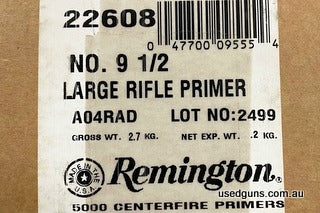 22608
0 47700 09555 4
NO. 9 1/2
LARGE RIFLE PRIMER
A04RAD LOT NO:2499
GROSS WT. 2.7 KG. NET EXP. WT. .2 KG.
MADE IN THE U.S.A. Remington®
usedguns.com.au
5000 CENTERFIRE PRIMERS